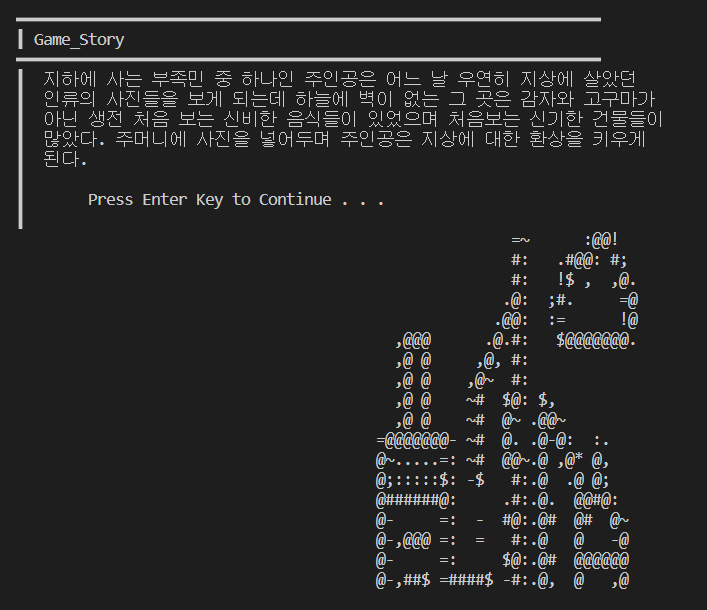 Game_Story
지하에 사는 부족민 중 하나인 주인공은 어느 날 우연히 지상에 살았던
인류의 사진들을 보게 되는데 하늘에 벽이 없는 그 곳은 감자와 고구마가
아닌 생전 처음 보는 신비한 음식들이 있었으며 처음보는 신기한 건물들이
많았다. 주머니에 사진을 넣어두며 주인공은 지상에 대한 환상을 키우게
된다.
Press Enter Key to Continue . . .